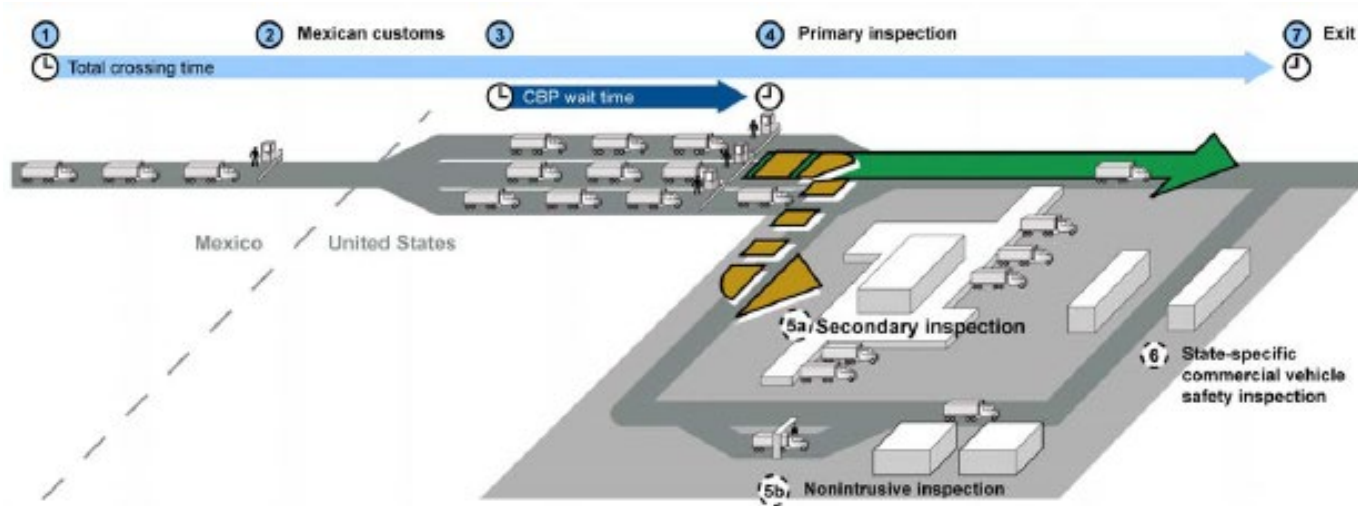 1
2 Mexican customs
3
4 Primary inspection
7 Exit
Total crossing time
CBP wait time
Mexico
United States
5a Secondary inspection
6 State-specific
commercial vehicle
safety inspection
5b Nonintrusive inspection